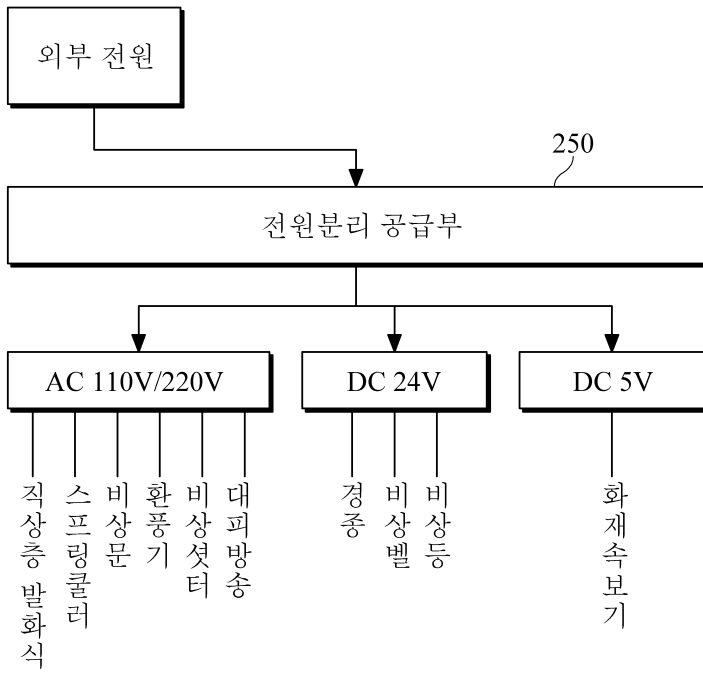 외부 전원
250
전원분리 공급부
AC 110V/220V
DC 24V
DC 5V
직상층 발화식
스프링쿨러
비상문
환풍기
비상셧터
대피방송
경종
비상벨
비상등
화재속보기